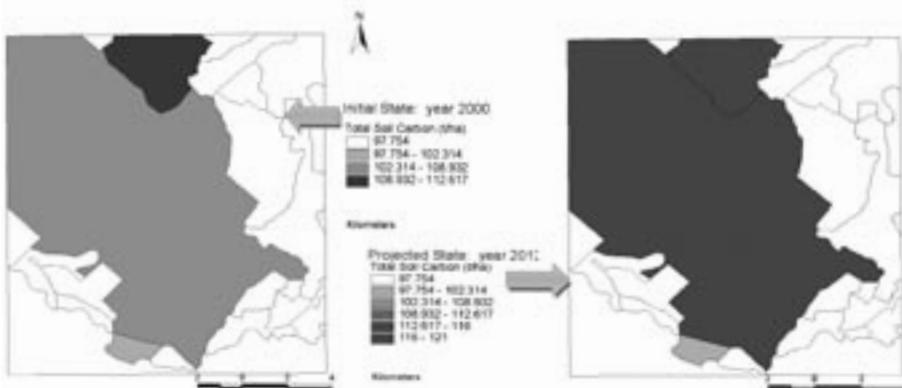 N
Initial State: year 2000
Total Soil Carbon (t/ha)
97.754
97.754 - 102.314
102.314 - 108.932
108.932 - 112.617
Kilometers
Projected State: year 201
Total Soil Carbon (t/ha)
97.754
97.754 - 102.314
102.314 - 108.932
108.932 - 112.617
112.617 - 116
116 - 121
Kilometers